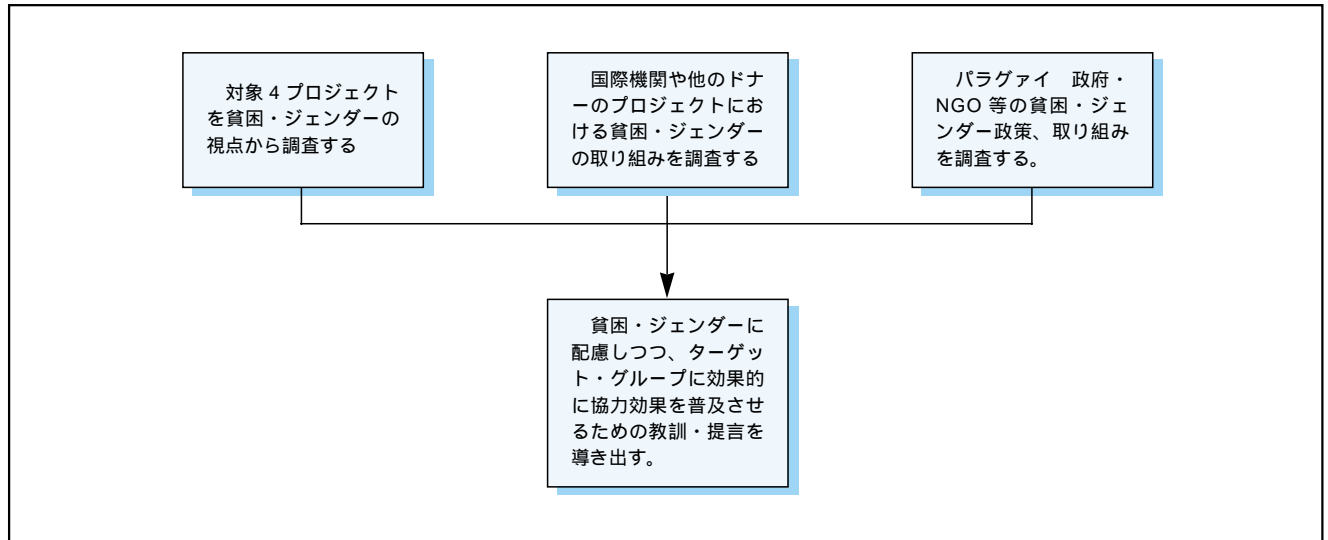 対象 4 プロジェクト
を貧困・ジェンダーの
視点から調査する
国際機関や他のドナ
ーのプロジェクトにお
ける貧困・ジェンダー
の取り組みを調査する
パラグァイ　政府・
NGO 等の貧困・ジェ
ンダー政策、取り組み
を調査する。
貧困・ジェンダーに
配慮しつつ、ターゲッ
ト・グループに効果的
に協力効果を普及させ
るための教訓・提言を
導き出す。